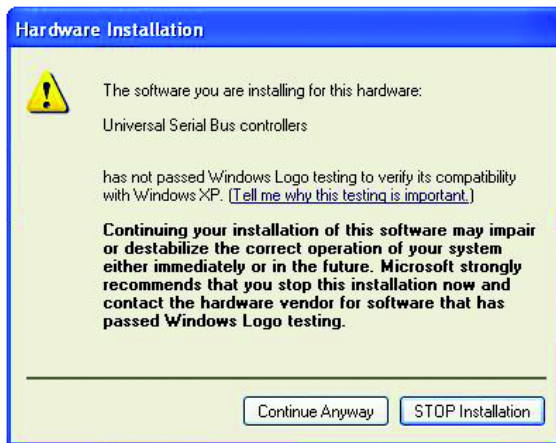 Hardware Installation
The software you are installing for this hardware:
Universal Serial Bus controllers
has not passed Windows Logo testing to verify its compatibility
with Windows XP. (Tell me why this testing is important.)
Continuing your installation of this software may impair
or destabilize the correct operation of your system
either immediately or in the future. Microsoft strongly
recommends that you stop this installation now and
contact the hardware vendor for software that has
passed Windows Logo testing.
Continue Anyway
STOP Installation